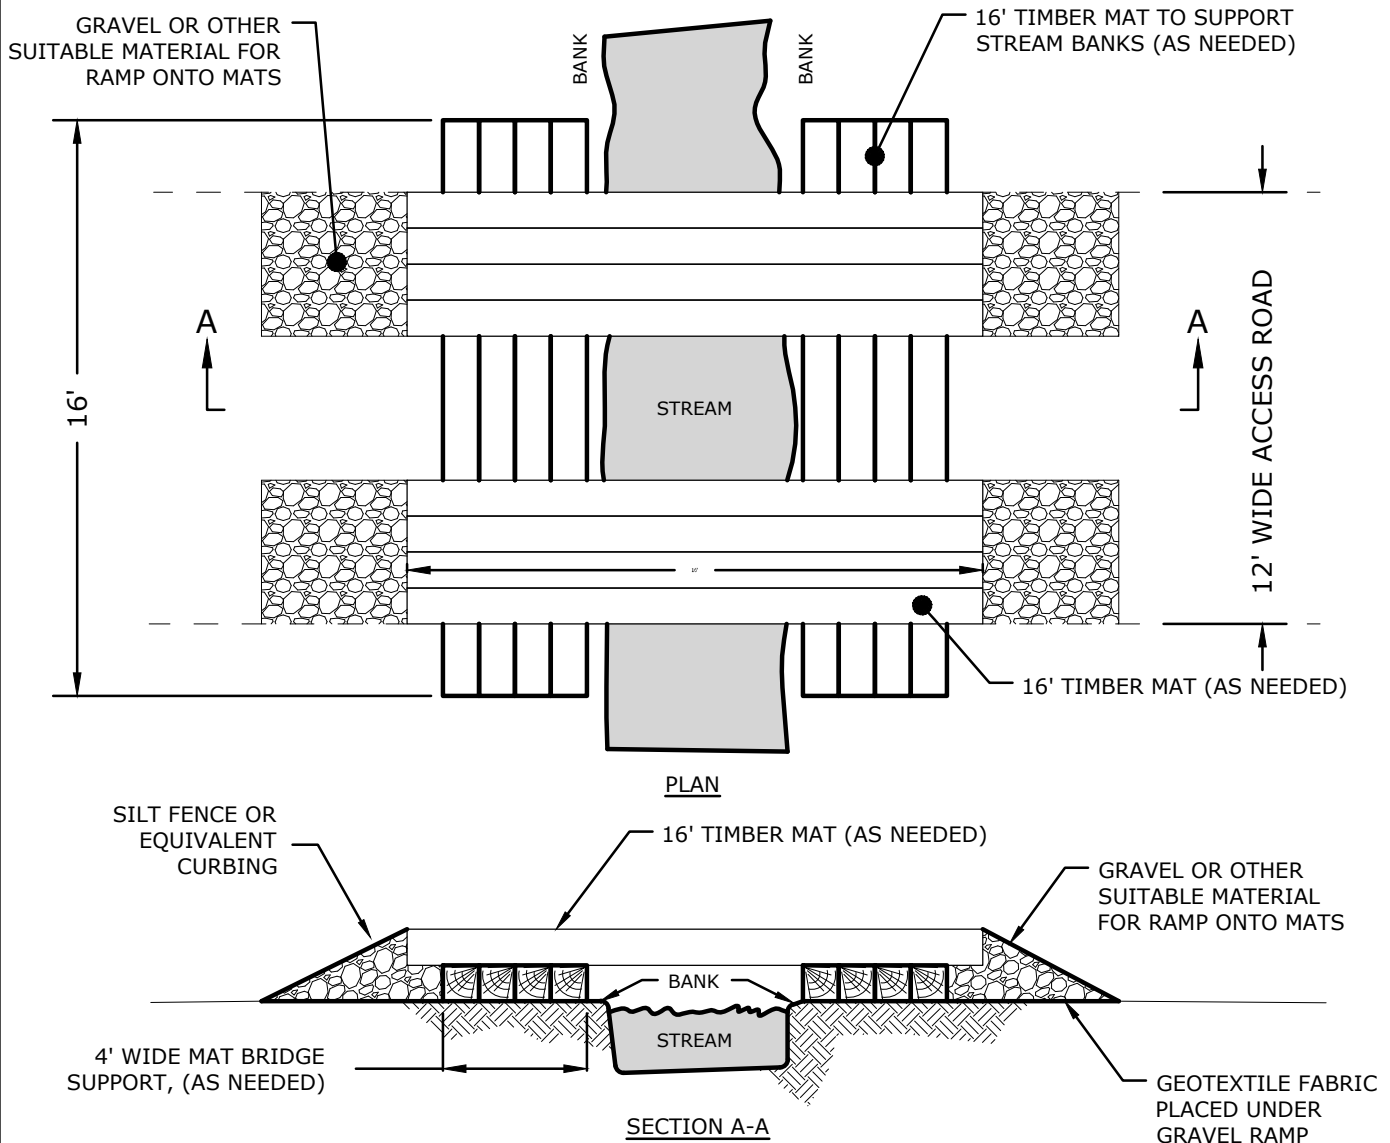 GRAVEL OR OTHER
SUITABLE MATERIAL FOR
RAMP ONTO MATS
BANK
BANK
16' TIMBER MAT TO SUPPORT
STREAM BANKS (AS NEEDED)
16'
A
A
STREAM
12' WIDE ACCESS ROAD
16'
16' TIMBER MAT (AS NEEDED)
PLAN
SILT FENCE OR
EQUIVALENT
CURBING
16' TIMBER MAT (AS NEEDED)
GRAVEL OR OTHER
SUITABLE MATERIAL
FOR RAMP ONTO MATS
BANK
STREAM
4' WIDE MAT BRIDGE
SUPPORT, (AS NEEDED)
GEOTEXTILE FABRIC
PLACED UNDER
GRAVEL RAMP
SECTION A-A